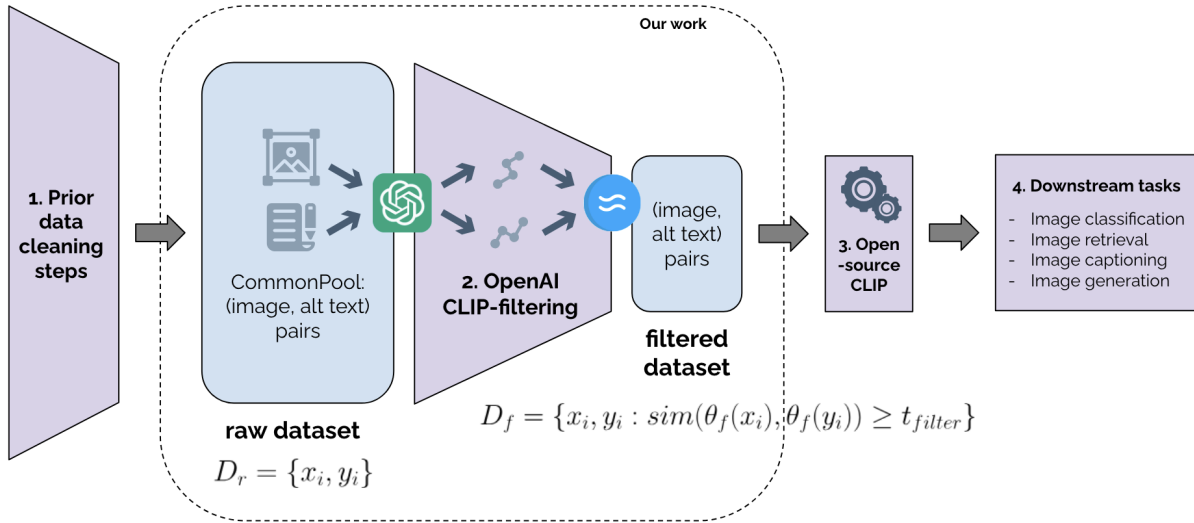 Our work
1. Prior
data
cleaning
steps
CommonPool:
(image, alt text)
pairs
raw dataset
D_r = {x_i, y_i}
2. OpenAI
CLIP-filtering
(image,
alt text)
pairs
filtered
dataset
D_f = {x_i, y_i : sim(θ_f(x_i), θ_f(y_i)) ≥ t_{filter}}
3. Open
-source
CLIP
4. Downstream tasks
- Image classification
- Image retrieval
- Image captioning
- Image generation